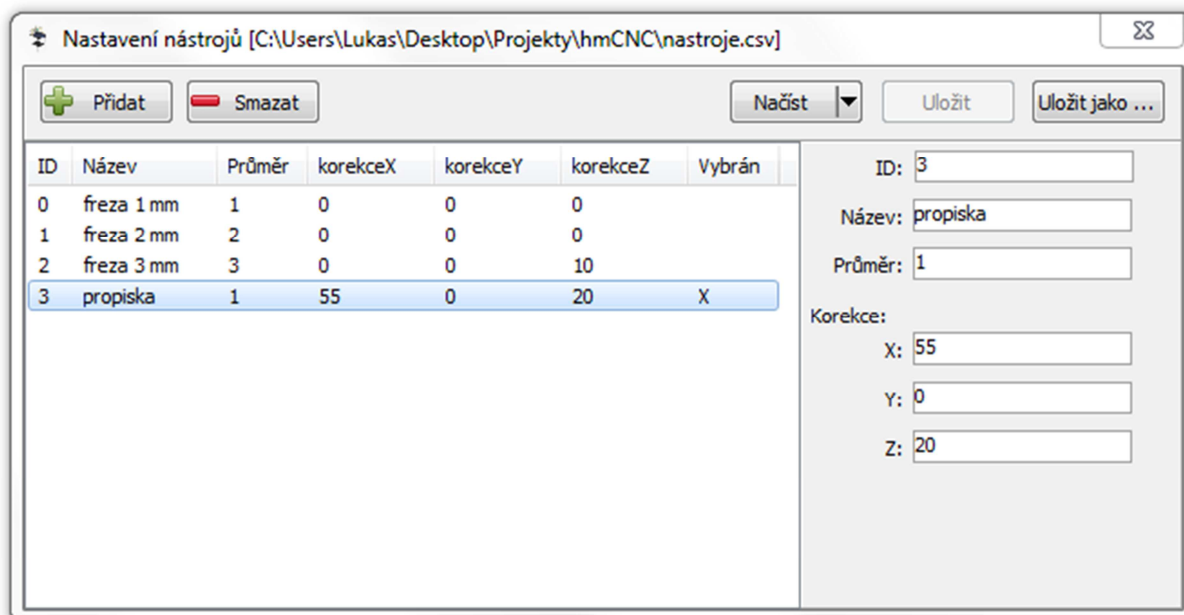 Nastavení nástrojů [C:\Users\Lukas\Desktop\Projekty\hmCNC\nastroje.csv]
Přidat Smazat Načíst Uložit Uložit jako ...
ID Název Průměr korekceX korekceY korekceZ Vybrán
0 freza 1 mm 1 0 0 0
1 freza 2 mm 2 0 0 0
2 freza 3 mm 3 0 0 10
3 propiska 1 55 0 20 X
ID: 3
Název: propiska
Průměr: 1
Korekce:
X: 55
Y: 0
Z: 20